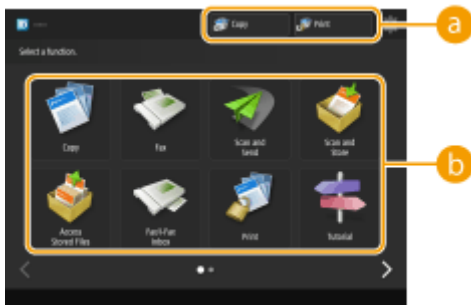 Copy Print
a
Select a function.
Copy Fax Scan and Send Scan and Store
b
Access Stored Files Fax/I-Fax Inbox Print Tutorial